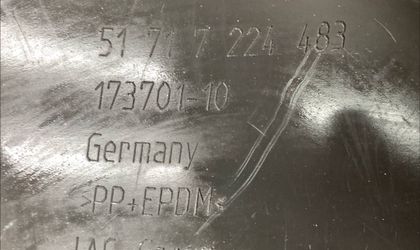 51 71 7 224 483
173701-10
Germany
>PP+EPDM<